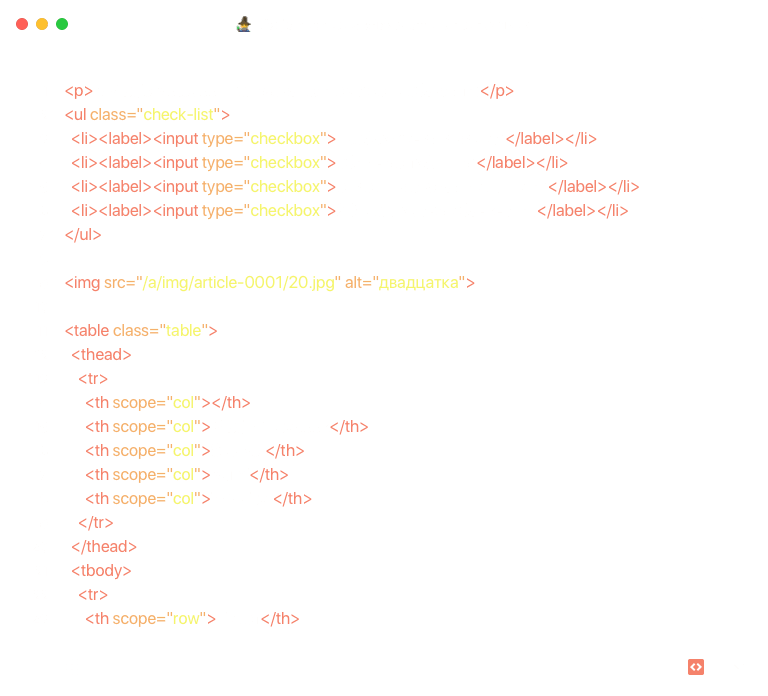 <p></p>
<ul class="check-list">
<li><label><input type="checkbox"></label></li>
<li><label><input type="checkbox"></label></li>
<li><label><input type="checkbox"></label></li>
<li><label><input type="checkbox"></label></li>
</ul>
<img src="/a/img/article-0001/20.jpg" alt="двадцатка">
<table class="table">
<thead>
<tr>
<th scope="col"></th>
<th scope="col"></th>
<th scope="col"></th>
<th scope="col"></th>
<th scope="col"></th>
</tr>
</thead>
<tbody>
<tr>
<th scope="row"></th>